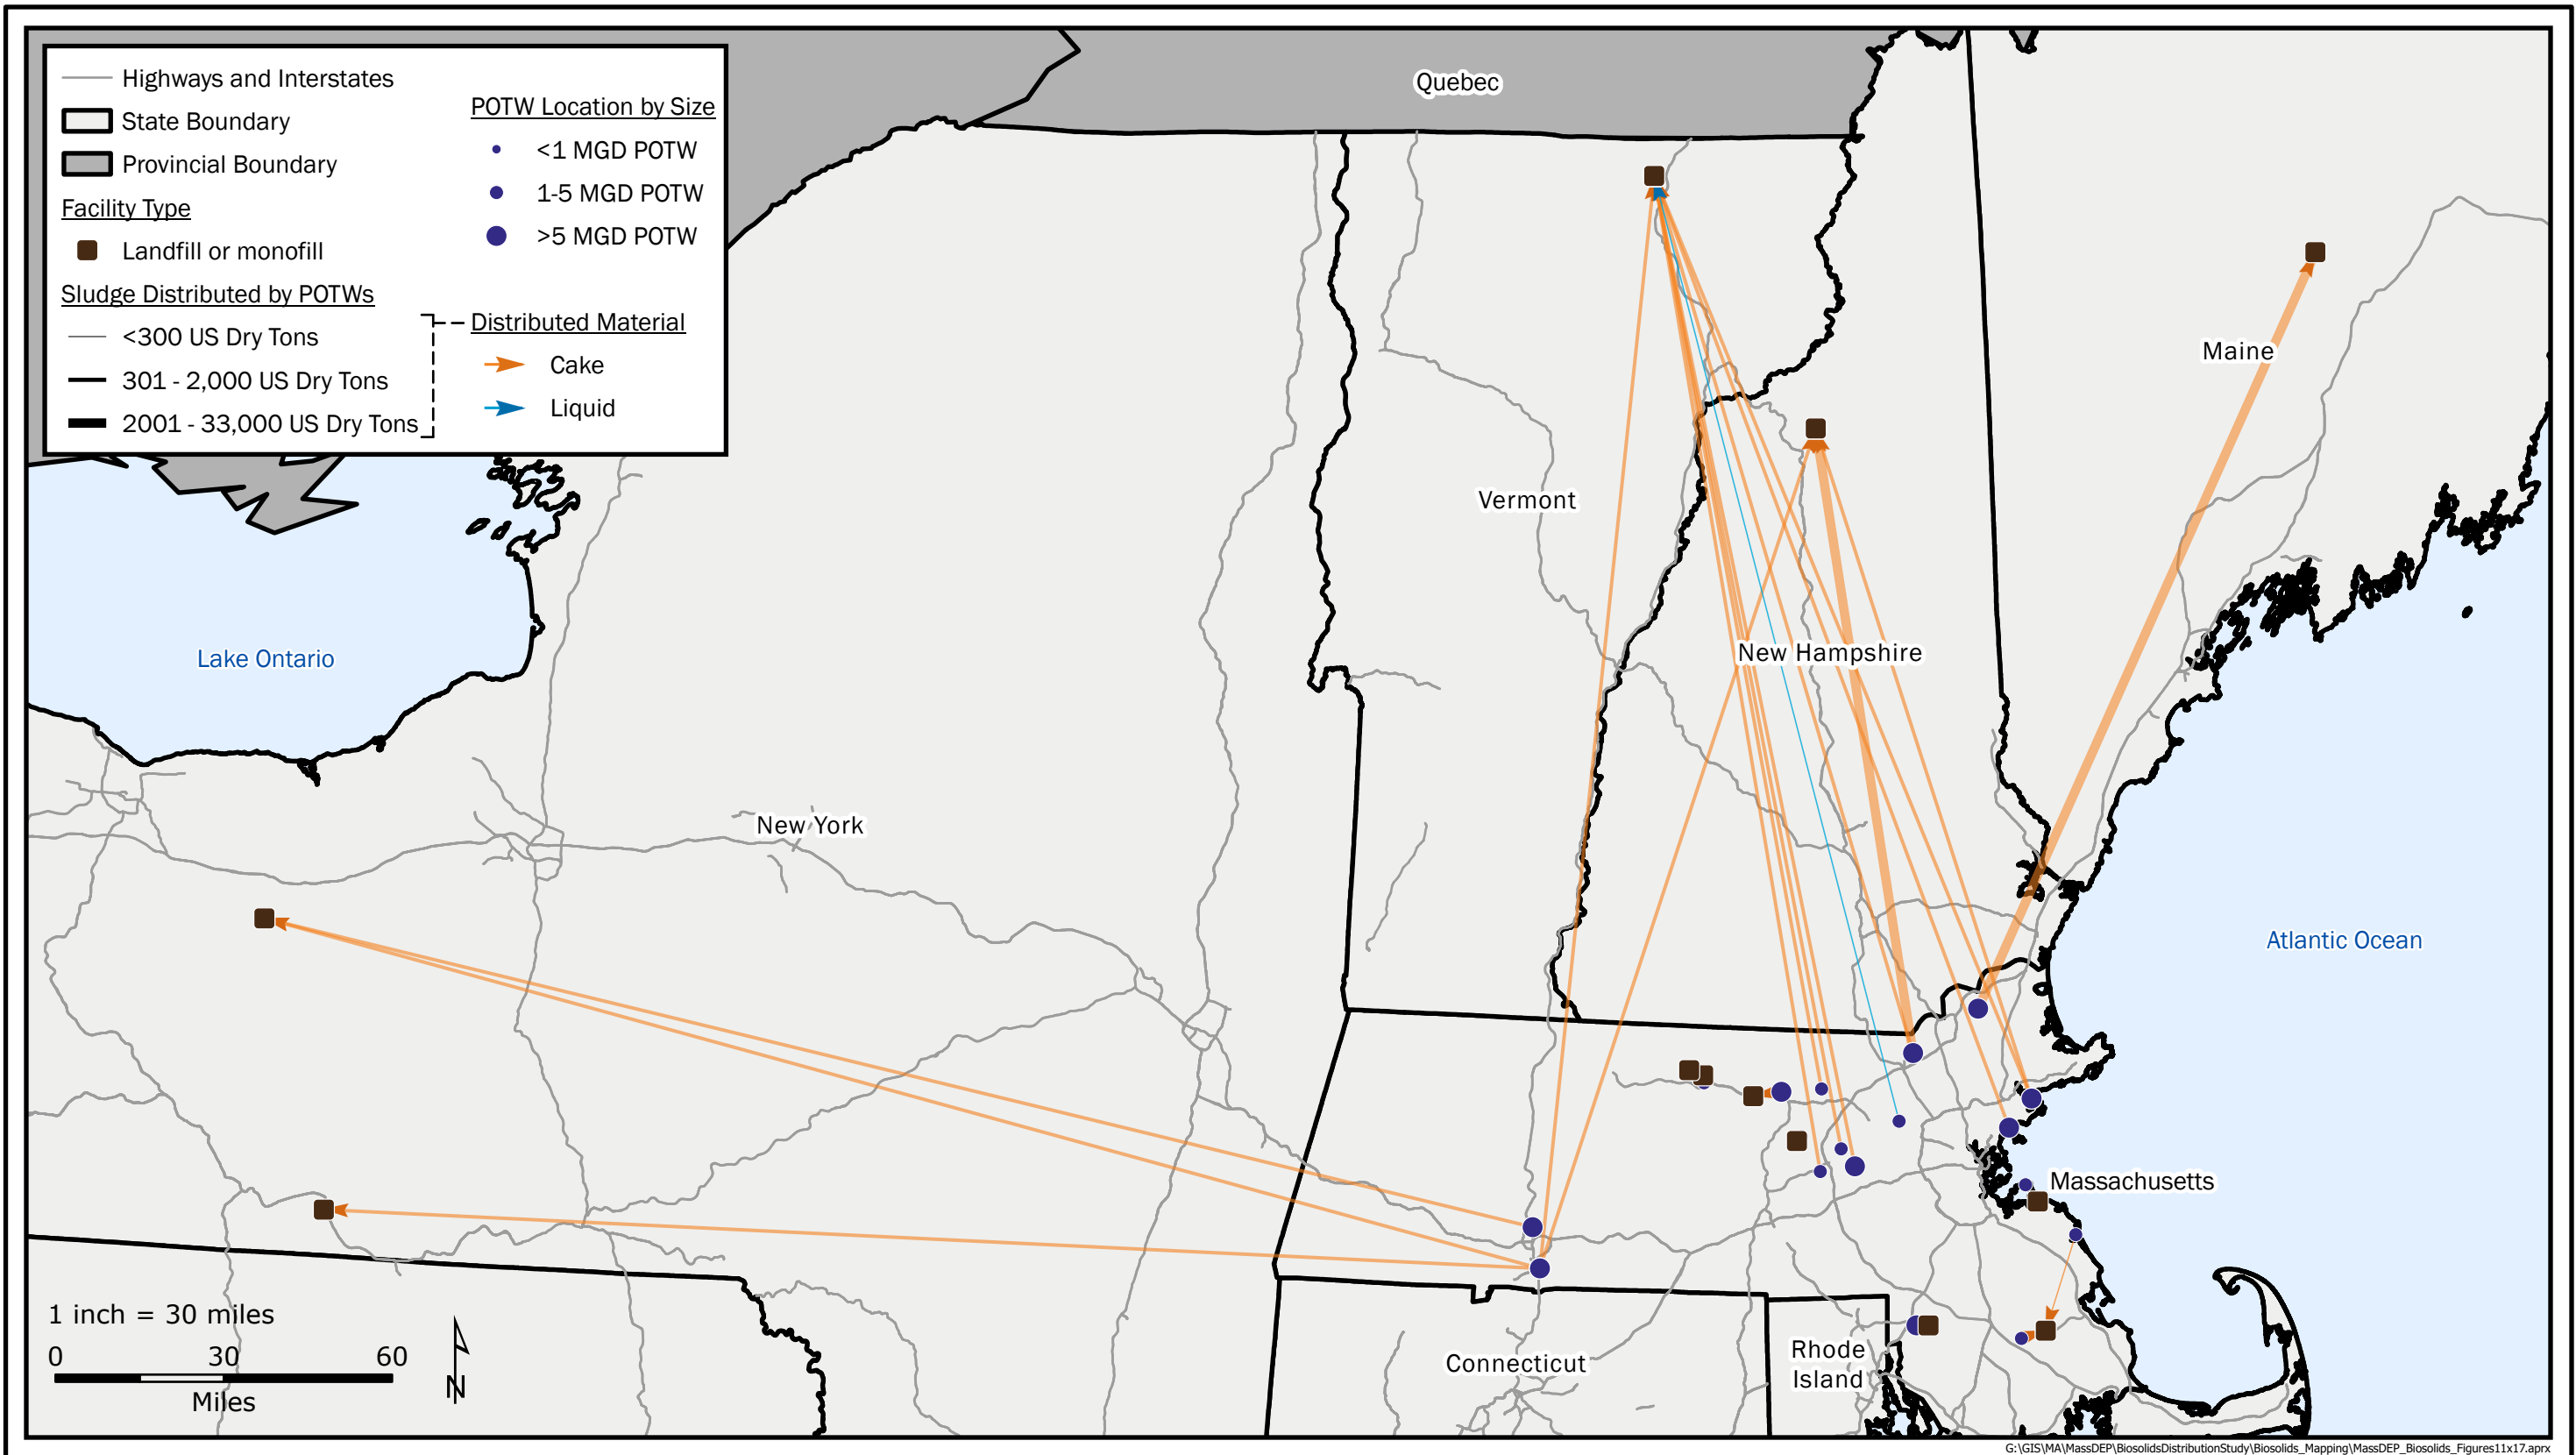 Highways and Interstates
State Boundary
Provincial Boundary
Facility Type
Landfill or monofill
Sludge Distributed by POTWs
<300 US Dry Tons
301 - 2,000 US Dry Tons
2001 - 33,000 US Dry Tons
POTW Location by Size
<1 MGD POTW
1-5 MGD POTW
>5 MGD POTW
Distributed Material
Cake
Liquid
Quebec
Maine
Vermont
New Hampshire
Lake Ontario
New York
Atlantic Ocean
Massachusetts
Connecticut
Rhode
Island
1 inch = 30 miles
0 30 60
Miles
N
G:\GIS\MA\MassDEP\BiosolidsDistributionStudy\Biosolids_Mapping\MassDEP_Biosolids_Figures11x17.aprx